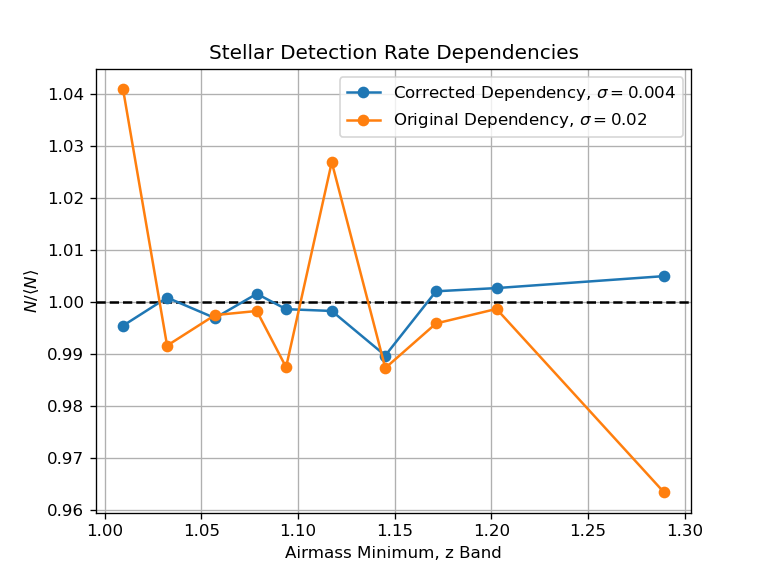 Stellar Detection Rate Dependencies
Corrected Dependency, σ = 0.004
Original Dependency, σ = 0.02
N/⟨N⟩
1.04
1.03
1.02
1.01
1.00
0.99
0.98
0.97
0.96
1.00 1.05 1.10 1.15 1.20 1.25 1.30
Airmass Minimum, z Band